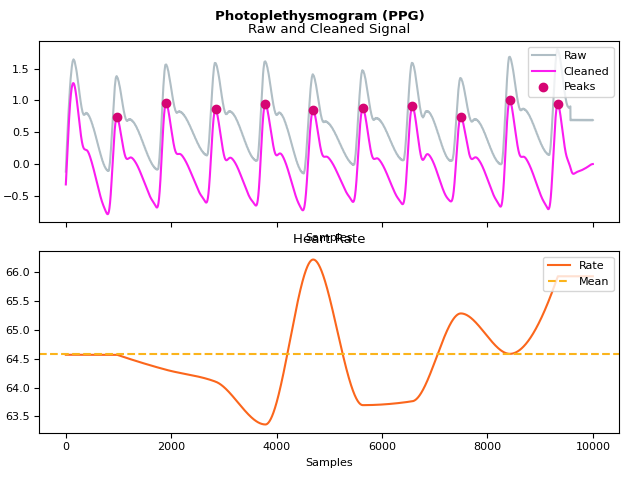 Photoplethysmogram (PPG)
Raw and Cleaned Signal
1.5
1.0
0.5
0.0
−0.5
Raw
Cleaned
Peaks
Samples
Heart Rate
66.0
65.5
65.0
64.5
64.0
63.5
Rate
Mean
0 2000 4000 6000 8000 10000
Samples